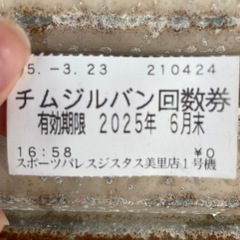 5.-3.23 210424
チムジルバン回数券
有効期限 2025年 6月末
16:58 ¥0
スポーツパレスジスタス美里店1号機